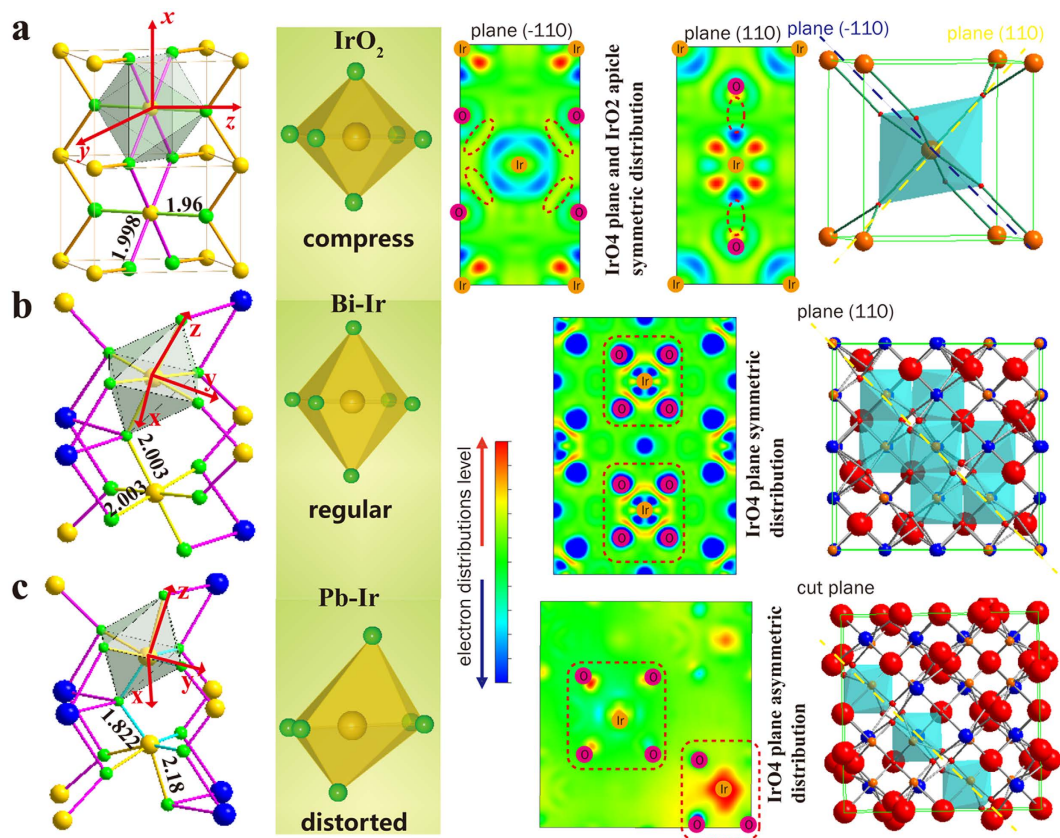 a
x
z
y
1.96
1.998
IrO2
compress
plane (-110)
Ir
Ir
O
O
Ir
O
O
Ir
Ir
IrO4 plane and IrO2 apicle
symmetric distribution
plane (110)
Ir
Ir
O
Ir
O
Ir
Ir
plane (-110)
plane (110)
b
z
y
x
2.003
2.003
Bi-Ir
regular
electron distributions level
O
O
Ir
O
O
O
O
Ir
O
O
IrO4 plane symmetric
distribution
plane (110)
c
z
y
x
1.822
2.18
Pb-Ir
distorted
O
O
Ir
O
O
O
Ir
O
O
IrO4 plane asymmetric
distribution
cut plane